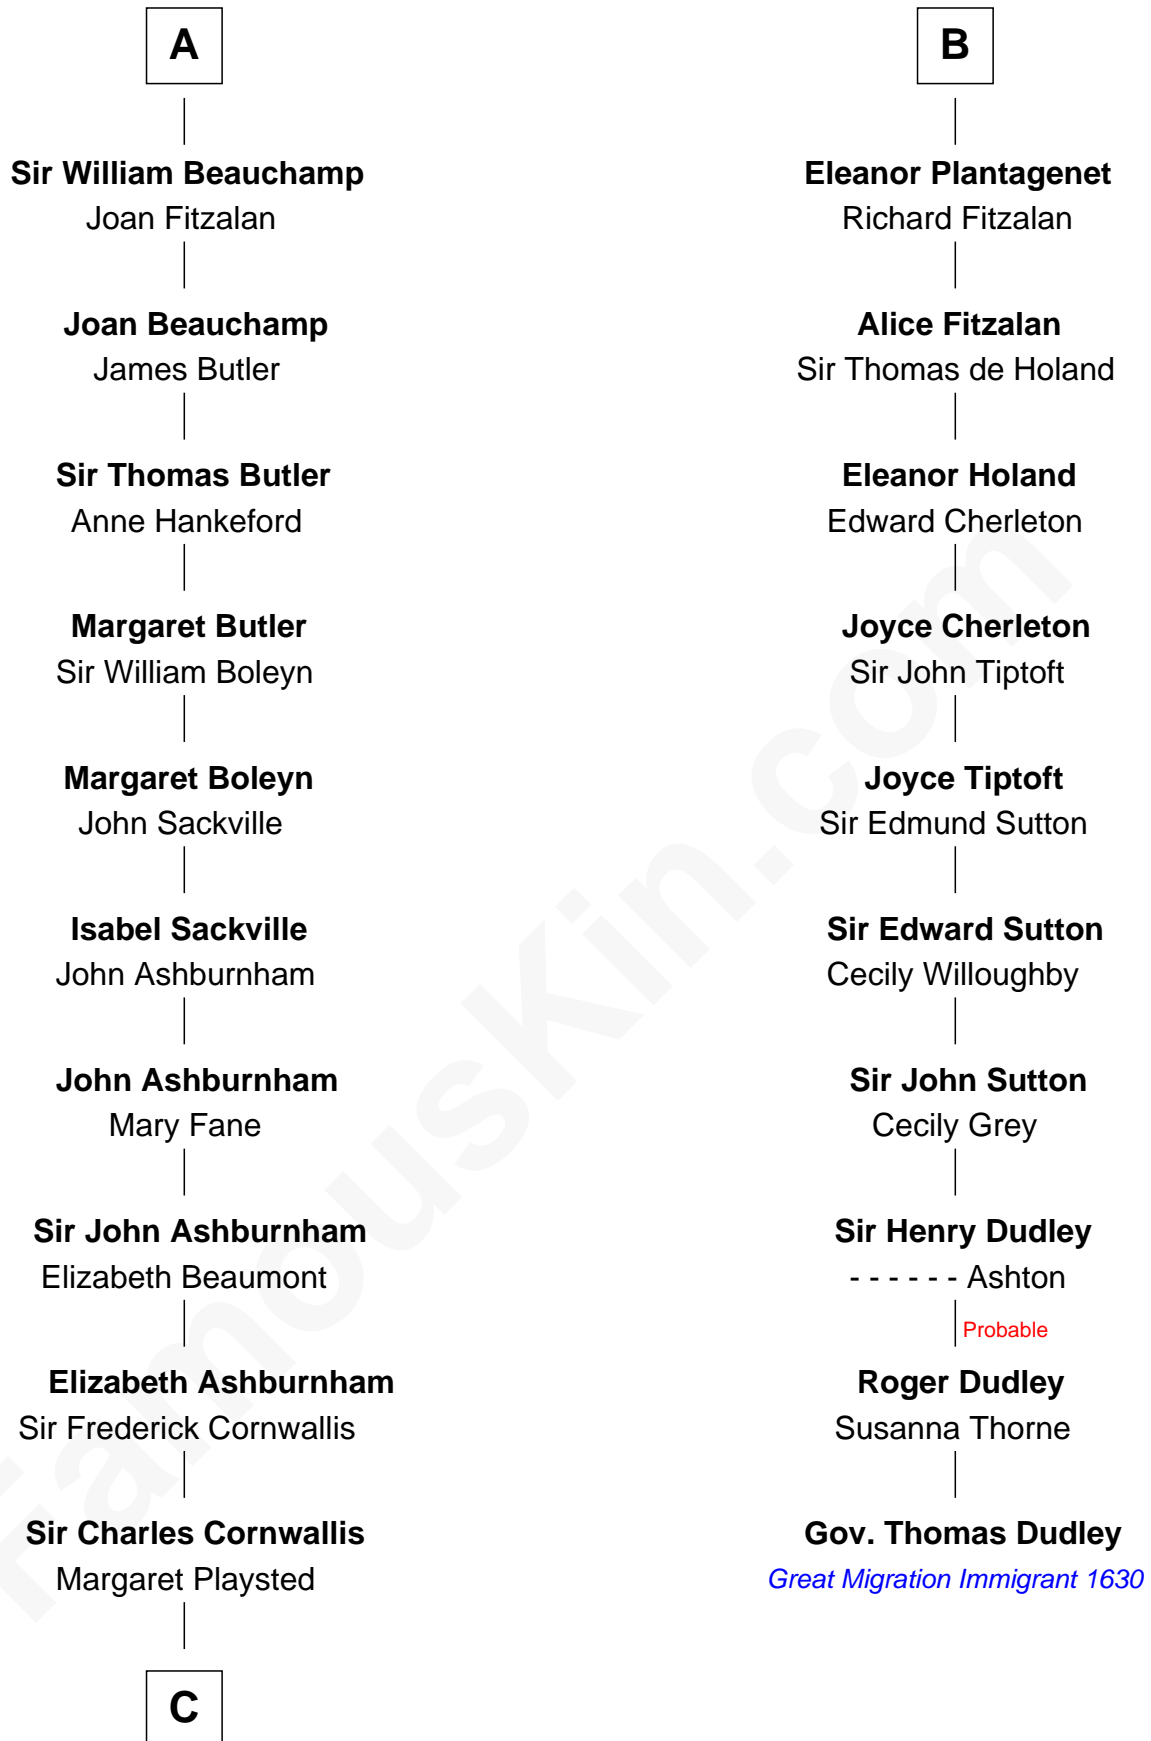 A
Sir William Beauchamp
Joan Fitzalan
Joan Beauchamp
James Butler
Sir Thomas Butler
Anne Hankeford
Margaret Butler
Sir William Boleyn
Margaret Boleyn
John Sackville
Isabel Sackville
John Ashburnham
John Ashburnham
Mary Fane
Sir John Ashburnham
Elizabeth Beaumont
Elizabeth Ashburnham
Sir Frederick Cornwallis
Sir Charles Cornwallis
Margaret Playsted
C
B
Eleanor Plantagenet
Richard Fitzalan
Alice Fitzalan
Sir Thomas de Holand
Eleanor Holand
Edward Cherleton
Joyce Cherleton
Sir John Tiptoft
Joyce Tiptoft
Sir Edmund Sutton
Sir Edward Sutton
Cecily Willoughby
Sir John Sutton
Cecily Grey
Sir Henry Dudley
- - - - - - Ashton
Probable
Roger Dudley
Susanna Thorne
Gov. Thomas Dudley
Great Migration Immigrant 1630
FamousKin.com